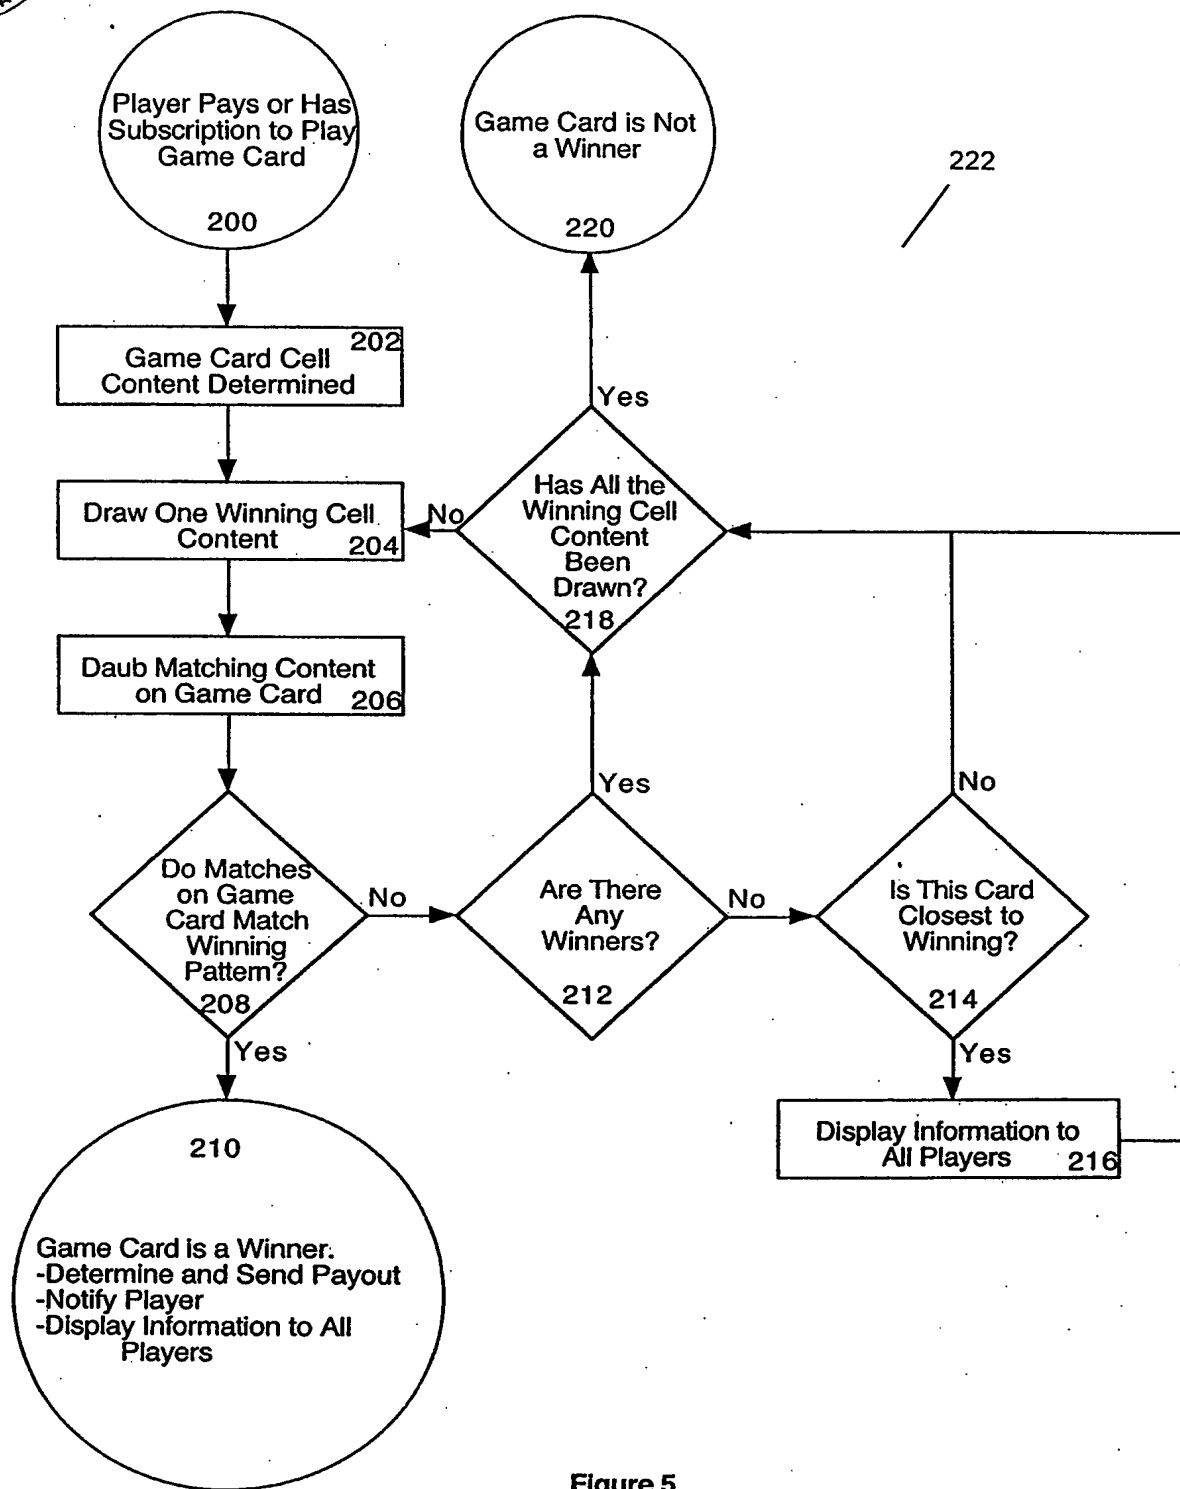 Player Pays or Has
Subscription to Play
Game Card
200
Game Card is Not
a Winner
220
222
202
Game Card Cell
Content Determined
Draw One Winning Cell
Content
204
No
Has All the
Winning Cell
Content
Been
Drawn?
218
Yes
Daub Matching Content
on Game Card
206
Do Matches
on Game
Card Match
Winning
Pattern?
208
No
Yes
Are There
Any
Winners?
212
Yes
No
Is This Card
Closest to
Winning?
214
No
Yes
Display Information to
All Players
216
210
Game Card is a Winner.
-Determine and Send Payout
-Notify Player
-Display Information to All
Players
Figure 5